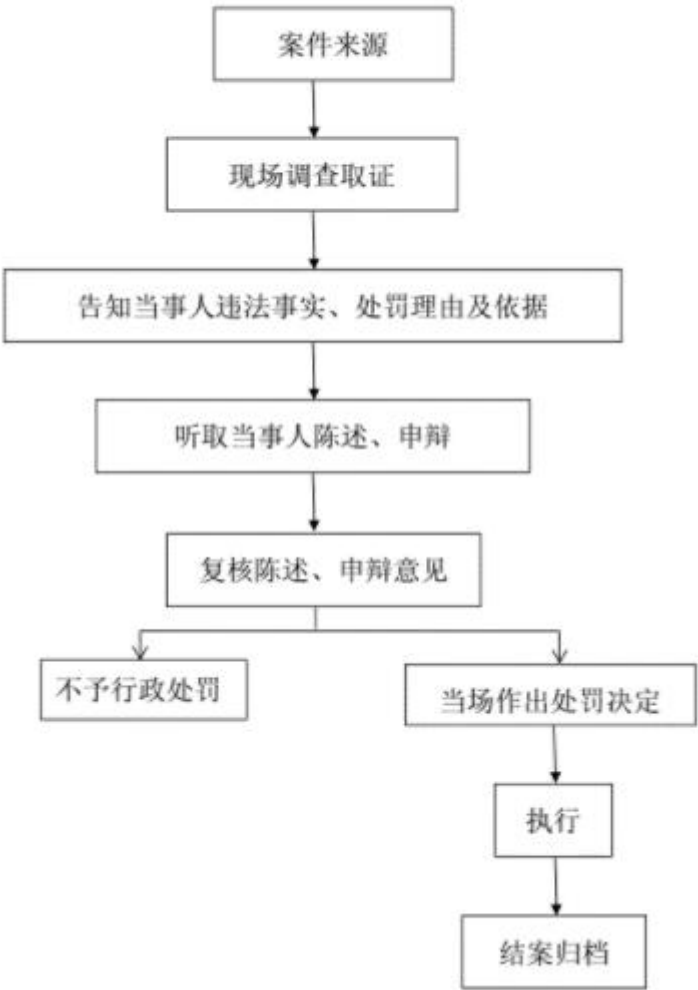 案件来源
现场调查取证
告知当事人违法事实、处罚理由及依据
听取当事人陈述、申辩
复核陈述、申辩意见
不予行政处罚
当场作出处罚决定
执行
结案归档